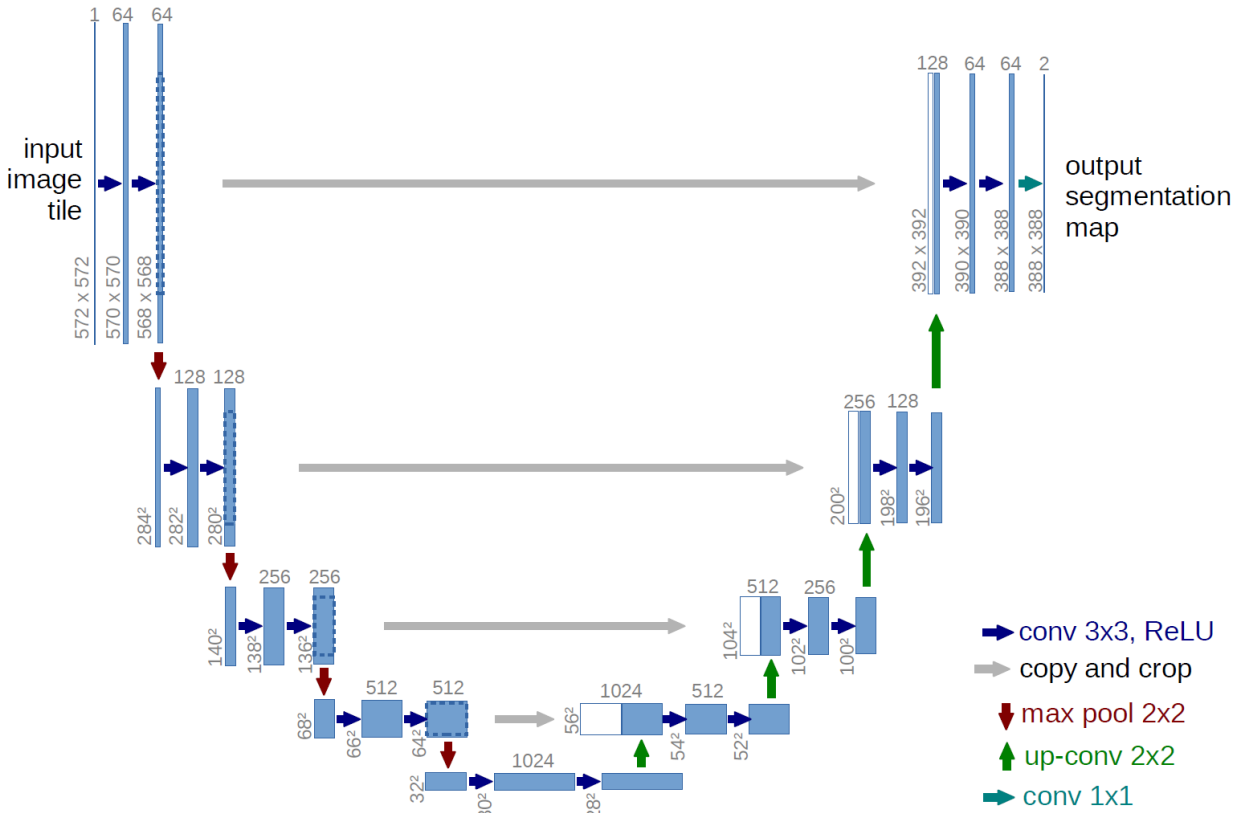 1 64 64
input
image
tile
572 x 572
570 x 570
568 x 568
128 64 64 2
output
segmentation
map
392 x 392
390 x 390
388 x 388
388 x 388
128 128
284²
282²
280²
256 128
200²
198²
196²
256 256
140²
138²
136²
512 256
104²
102²
100²
512 512
68²
66²
64²
1024 512
56²
54²
52²
1024
32²
conv 3x3, ReLU
copy and crop
max pool 2x2
up-conv 2x2
conv 1x1